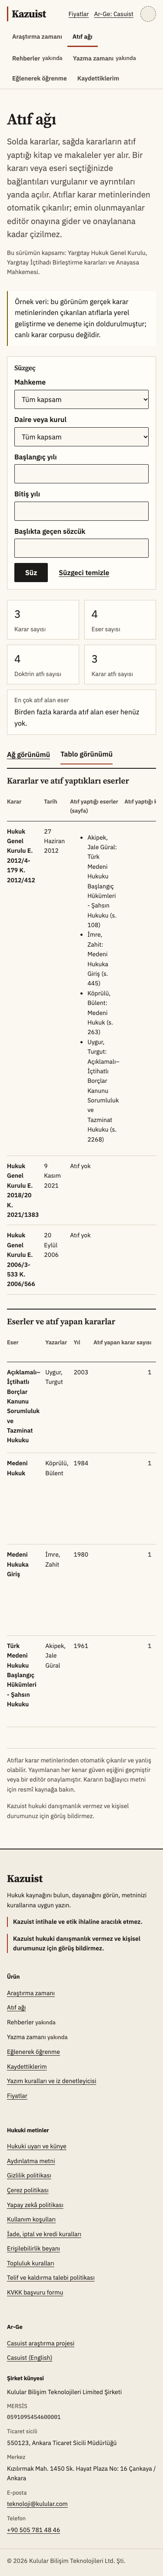 Kazuist
Fiyatlar
Ar-Ge: Casuist
Araştırma zamanı
Atıf ağı
Rehberler yakında
Yazma zamanı yakında
Eğlenerek öğrenme
Kaydettiklerim
Atıf ağı
Solda kararlar, sağda kararların atıf
yaptığı kitap ve makaleler yer alır. Bir
kararı veya eseri seçtiğinizde
bağlantıları vurgulanır ve ayrıntıları
yanda açılır. Atıflar karar metinlerinden
otomatik çıkarılır; emin olunmayanlar
editör onayına gider ve onaylanana
kadar çizilmez.
Bu sürümün kapsamı: Yargıtay Hukuk Genel Kurulu,
Yargıtay İçtihadı Birleştirme kararları ve Anayasa
Mahkemesi.
Örnek veri: bu görünüm gerçek karar
metinlerinden çıkarılan atıflarla yerel
geliştirme ve deneme için doldurulmuştur;
canlı karar corpusu değildir.
Süzgeç
Mahkeme
Tüm kapsam
Daire veya kurul
Tüm kapsam
Başlangıç yılı
Bitiş yılı
Başlıkta geçen sözcük
Süz
Süzgeci temizle
3
Karar sayısı
4
Eser sayısı
4
Doktrin atfı sayısı
3
Karar atfı sayısı
En çok atıf alan eser
Birden fazla kararda atıf alan eser henüz
yok.
Ağ görünümü
Tablo görünümü
Kararlar ve atıf yaptıkları eserler
Karar
Tarih
Atıf yaptığı eserler
(sayfa)
Atıf yaptığı k
Hukuk
Genel
Kurulu E.
2012/4-
179 K.
2012/412
27
Haziran
2012
Akipek,
Jale Güral:
Türk
Medeni
Hukuku
Başlangıç
Hükümleri
- Şahsın
Hukuku (s.
108)
İmre,
Zahit:
Medeni
Hukuka
Giriş (s.
445)
Köprülü,
Bülent:
Medeni
Hukuk (s.
263)
Uygur,
Turgut:
Açıklamalı–
İçtihatlı
Borçlar
Kanunu
Sorumluluk
ve
Tazminat
Hukuku (s.
2268)
Hukuk
Genel
Kurulu E.
2018/20
K.
2021/1383
9
Kasım
2021
Atıf yok
Hukuk
Genel
Kurulu E.
2006/3-
533 K.
2006/566
20
Eylül
2006
Atıf yok
Eserler ve atıf yapan kararlar
Eser
Yazarlar
Yıl
Atıf yapan karar sayısı
Açıklamalı–
İçtihatlı
Borçlar
Kanunu
Sorumluluk
ve
Tazminat
Hukuku
Uygur,
Turgut
2003
1
Medeni
Hukuk
Köprülü,
Bülent
1984
1
Medeni
Hukuka
Giriş
İmre,
Zahit
1980
1
Türk
Medeni
Hukuku
Başlangıç
Hükümleri
- Şahsın
Hukuku
Akipek,
Jale
Güral
1961
1
Atıflar karar metinlerinden otomatik çıkarılır ve yanlış
olabilir. Yayımlanan her kenar güven eşiğini geçmiştir
veya bir editör onaylamıştır. Kararın bağlayıcı metni
için resmî kaynağa bakın.
Kazuist hukuki danışmanlık vermez ve kişisel
durumunuz için görüş bildirmez.
Kazuist
Hukuk kaynağını bulun, dayanağını görün, metninizi
kurallarına uygun yazın.
Kazuist intihale ve etik ihlaline aracılık etmez.
Kazuist hukuki danışmanlık vermez ve kişisel
durumunuz için görüş bildirmez.
Ürün
Araştırma zamanı
Atıf ağı
Rehberler yakında
Yazma zamanı yakında
Eğlenerek öğrenme
Kaydettiklerim
Yazım kuralları ve iz denetleyicisi
Fiyatlar
Hukuki metinler
Hukuki uyarı ve künye
Aydınlatma metni
Gizlilik politikası
Çerez politikası
Yapay zekâ politikası
Kullanım koşulları
İade, iptal ve kredi kuralları
Erişilebilirlik beyanı
Topluluk kuralları
Telif ve kaldırma talebi politikası
KVKK başvuru formu
Ar-Ge
Casuist araştırma projesi
Casuist (English)
Şirket künyesi
Kulular Bilişim Teknolojileri Limited Şirketi
MERSİS
0591095454600001
Ticaret sicili
550123, Ankara Ticaret Sicili Müdürlüğü
Merkez
Kızılırmak Mah. 1450 Sk. Hayat Plaza No: 16 Çankaya /
Ankara
E-posta
teknoloji@kulular.com
Telefon
+90 505 781 48 46
© 2026 Kulular Bilişim Teknolojileri Ltd. Şti.